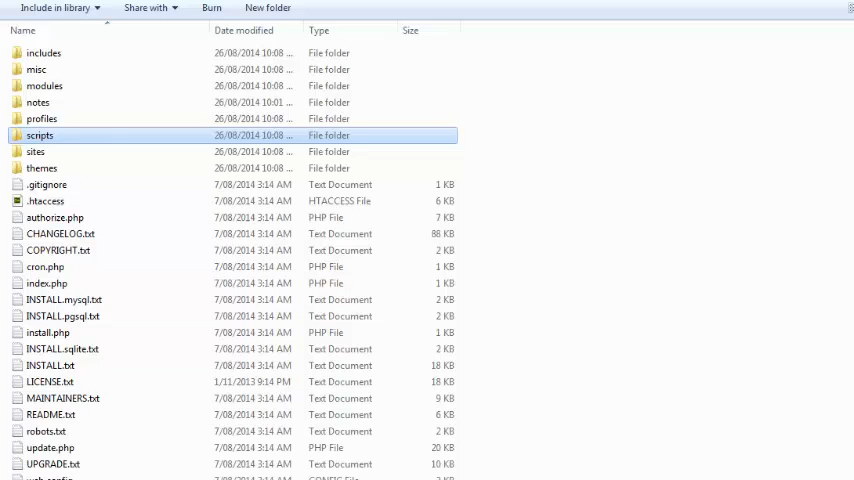 Include in library Share with Burn New folder
Name Date modified Type Size
includes 26/08/2014 10:08 ... File folder
misc 26/08/2014 10:08 ... File folder
modules 26/08/2014 10:08 ... File folder
notes 26/08/2014 10:01 ... File folder
profiles 26/08/2014 10:08 ... File folder
scripts 26/08/2014 10:08 ... File folder
sites 26/08/2014 10:08 ... File folder
themes 26/08/2014 10:08 ... File folder
.gitignore 7/08/2014 3:14 AM Text Document 1 KB
.htaccess 7/08/2014 3:14 AM HTACCESS File 6 KB
authorize.php 7/08/2014 3:14 AM PHP File 7 KB
CHANGELOG.txt 7/08/2014 3:14 AM Text Document 88 KB
COPYRIGHT.txt 7/08/2014 3:14 AM Text Document 2 KB
cron.php 7/08/2014 3:14 AM PHP File 1 KB
index.php 7/08/2014 3:14 AM PHP File 1 KB
INSTALL.mysql.txt 7/08/2014 3:14 AM Text Document 2 KB
INSTALL.pgsql.txt 7/08/2014 3:14 AM Text Document 2 KB
install.php 7/08/2014 3:14 AM PHP File 1 KB
INSTALL.sqlite.txt 7/08/2014 3:14 AM Text Document 2 KB
INSTALL.txt 7/08/2014 3:14 AM Text Document 18 KB
LICENSE.txt 1/11/2013 9:14 PM Text Document 18 KB
MAINTAINERS.txt 7/08/2014 3:14 AM Text Document 9 KB
README.txt 7/08/2014 3:14 AM Text Document 6 KB
robots.txt 7/08/2014 3:14 AM Text Document 2 KB
update.php 7/08/2014 3:14 AM PHP File 20 KB
UPGRADE.txt 7/08/2014 3:14 AM Text Document 10 KB